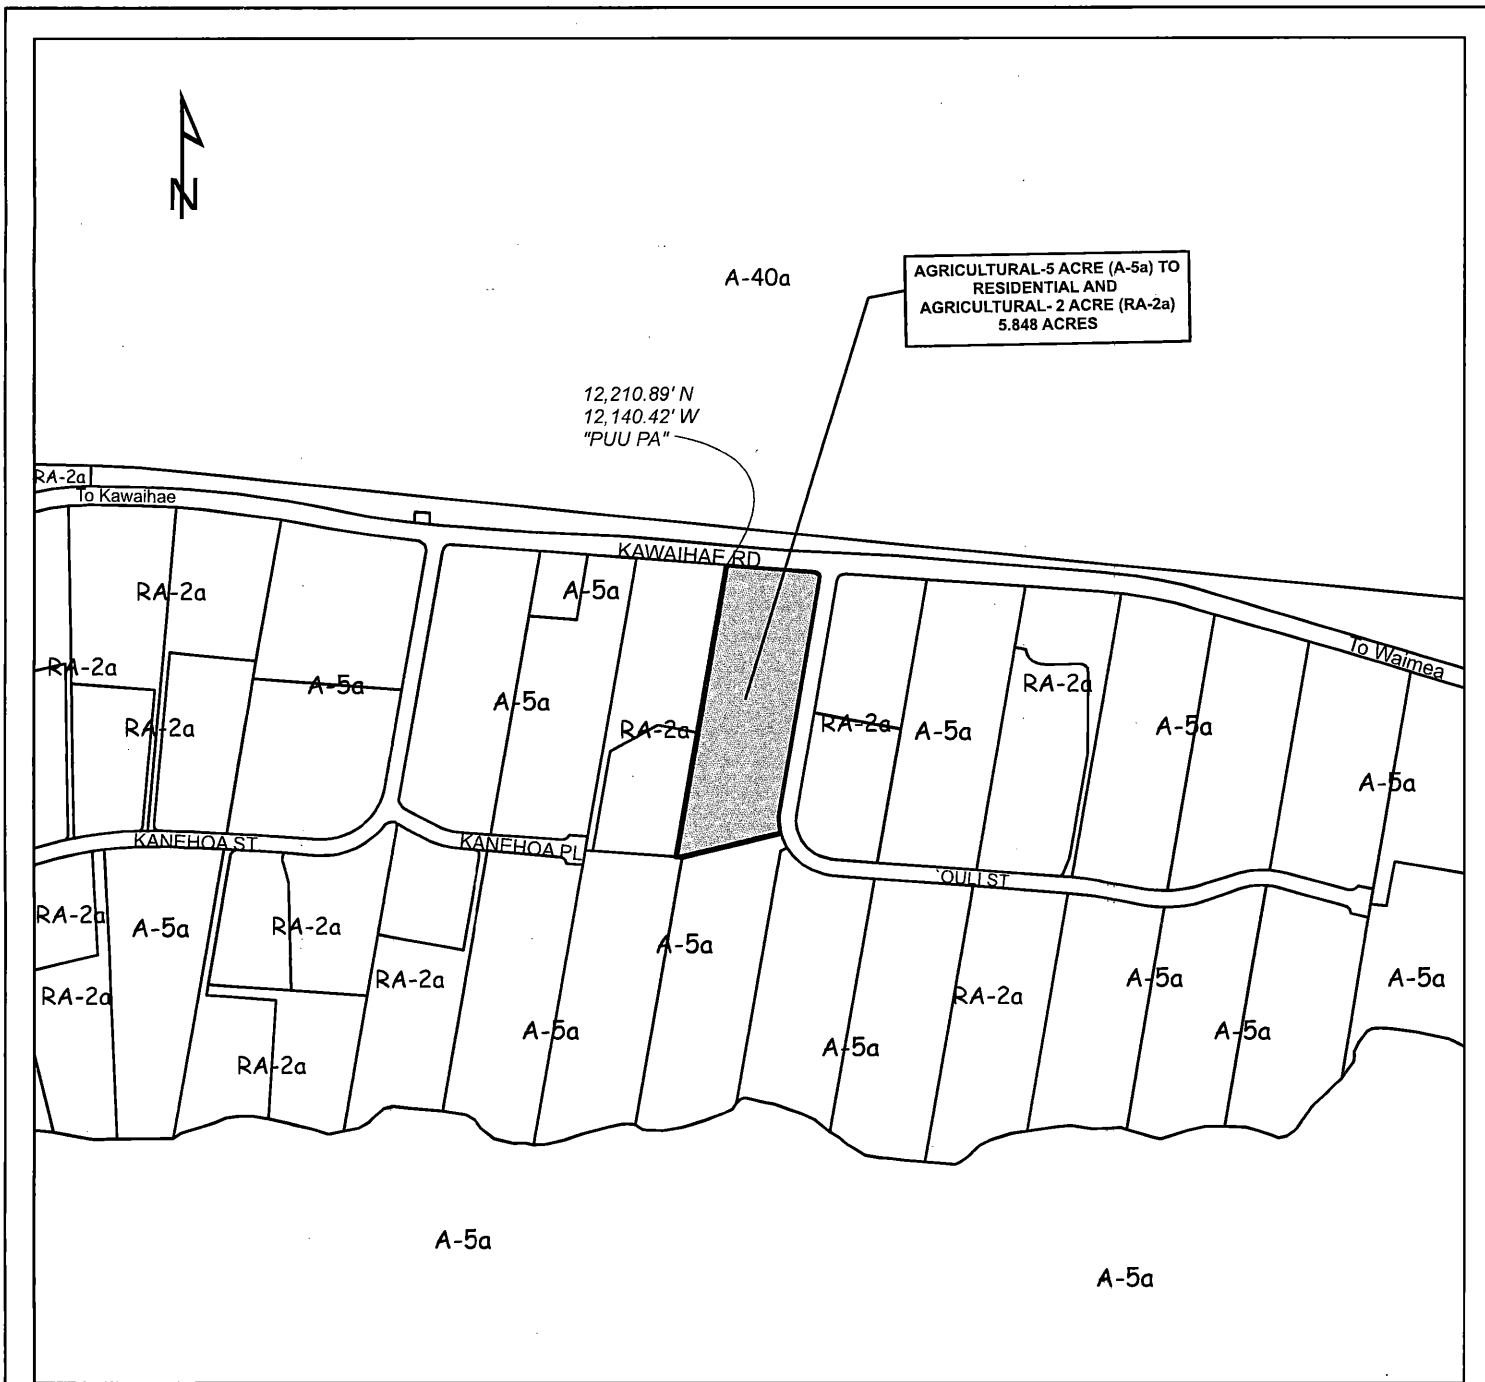 N
A-40a
AGRICULTURAL-5 ACRE (A-5a) TO
RESIDENTIAL AND
AGRICULTURAL- 2 ACRE (RA-2a)
5.848 ACRES
12,210.89' N
12,140.42' W
"PUU PA"
RA-2a
To Kawaihae
KAWAIHAE RD
RA-2a
A-5a
To Waimea
RA-2a
A-5a
RA-2a
A-5a
RA-2a
RA-2a
RA-2a
A-5a
A-5a
A-5a
KANEHOA ST
KANEHOA PL
`OULI ST
RA-2a
A-5a
RA-2a
A-5a
RA-2a
RA-2a
RA-2a
A-5a
A-5a
A-5a
A-5a
A-5a
RA-2a
A-5a
A-5a
A-5a